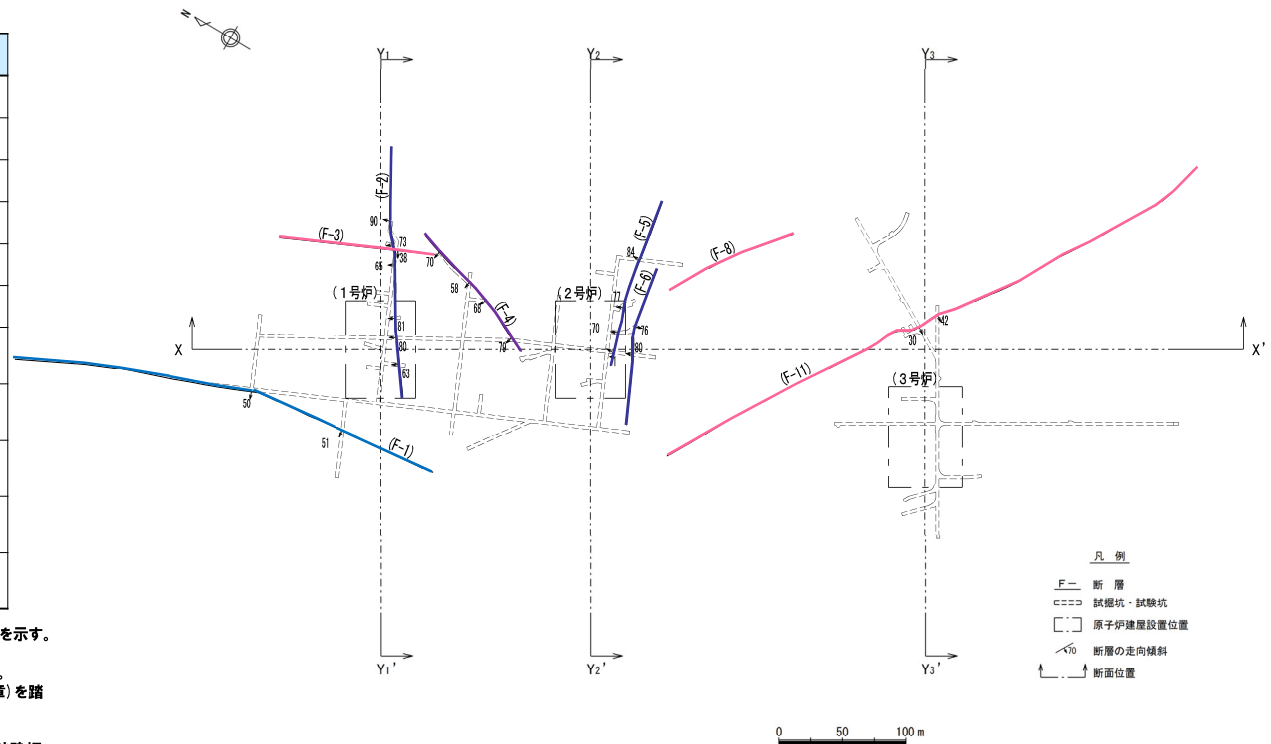 N
Y1
Y2
Y3
(F-2)
90
(F-3)
73
38
65
70
(F-5)
84
(F-8)
(F-6)
58
68
(F-4)
(1号炉)
(2号炉)
77
70
76
81
80
79
80
63
42
30
X
X'
(F-11)
(3号炉)
50
51
(F-1)
凡 例
F- 断 層
試掘坑・試験坑
原子炉建屋設置位置
70 断層の走向傾斜
断面位置
を示す。
。
置)を踏
Y1'
Y2'
Y3'
0 50 100 m